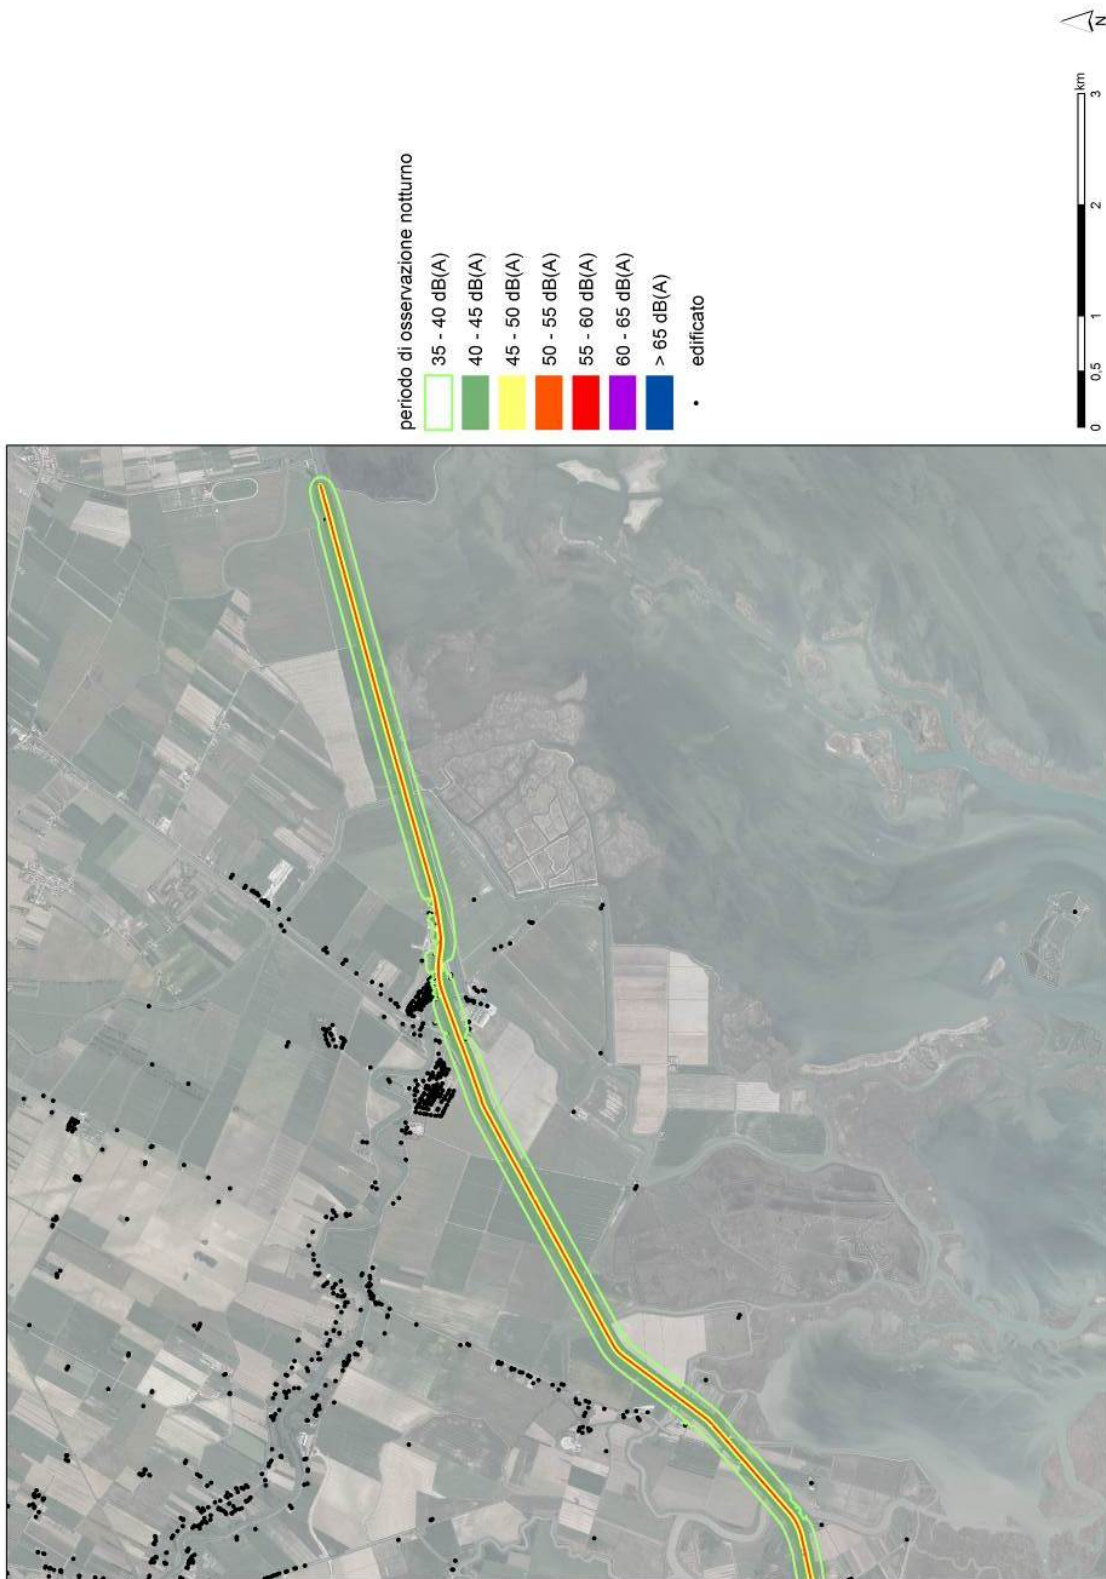 periodo di osservazione notturno
35 - 40 dB(A)
40 - 45 dB(A)
45 - 50 dB(A)
50 - 55 dB(A)
55 - 60 dB(A)
60 - 65 dB(A)
> 65 dB(A)
edificato
0 0.5 1 2 3
km
N